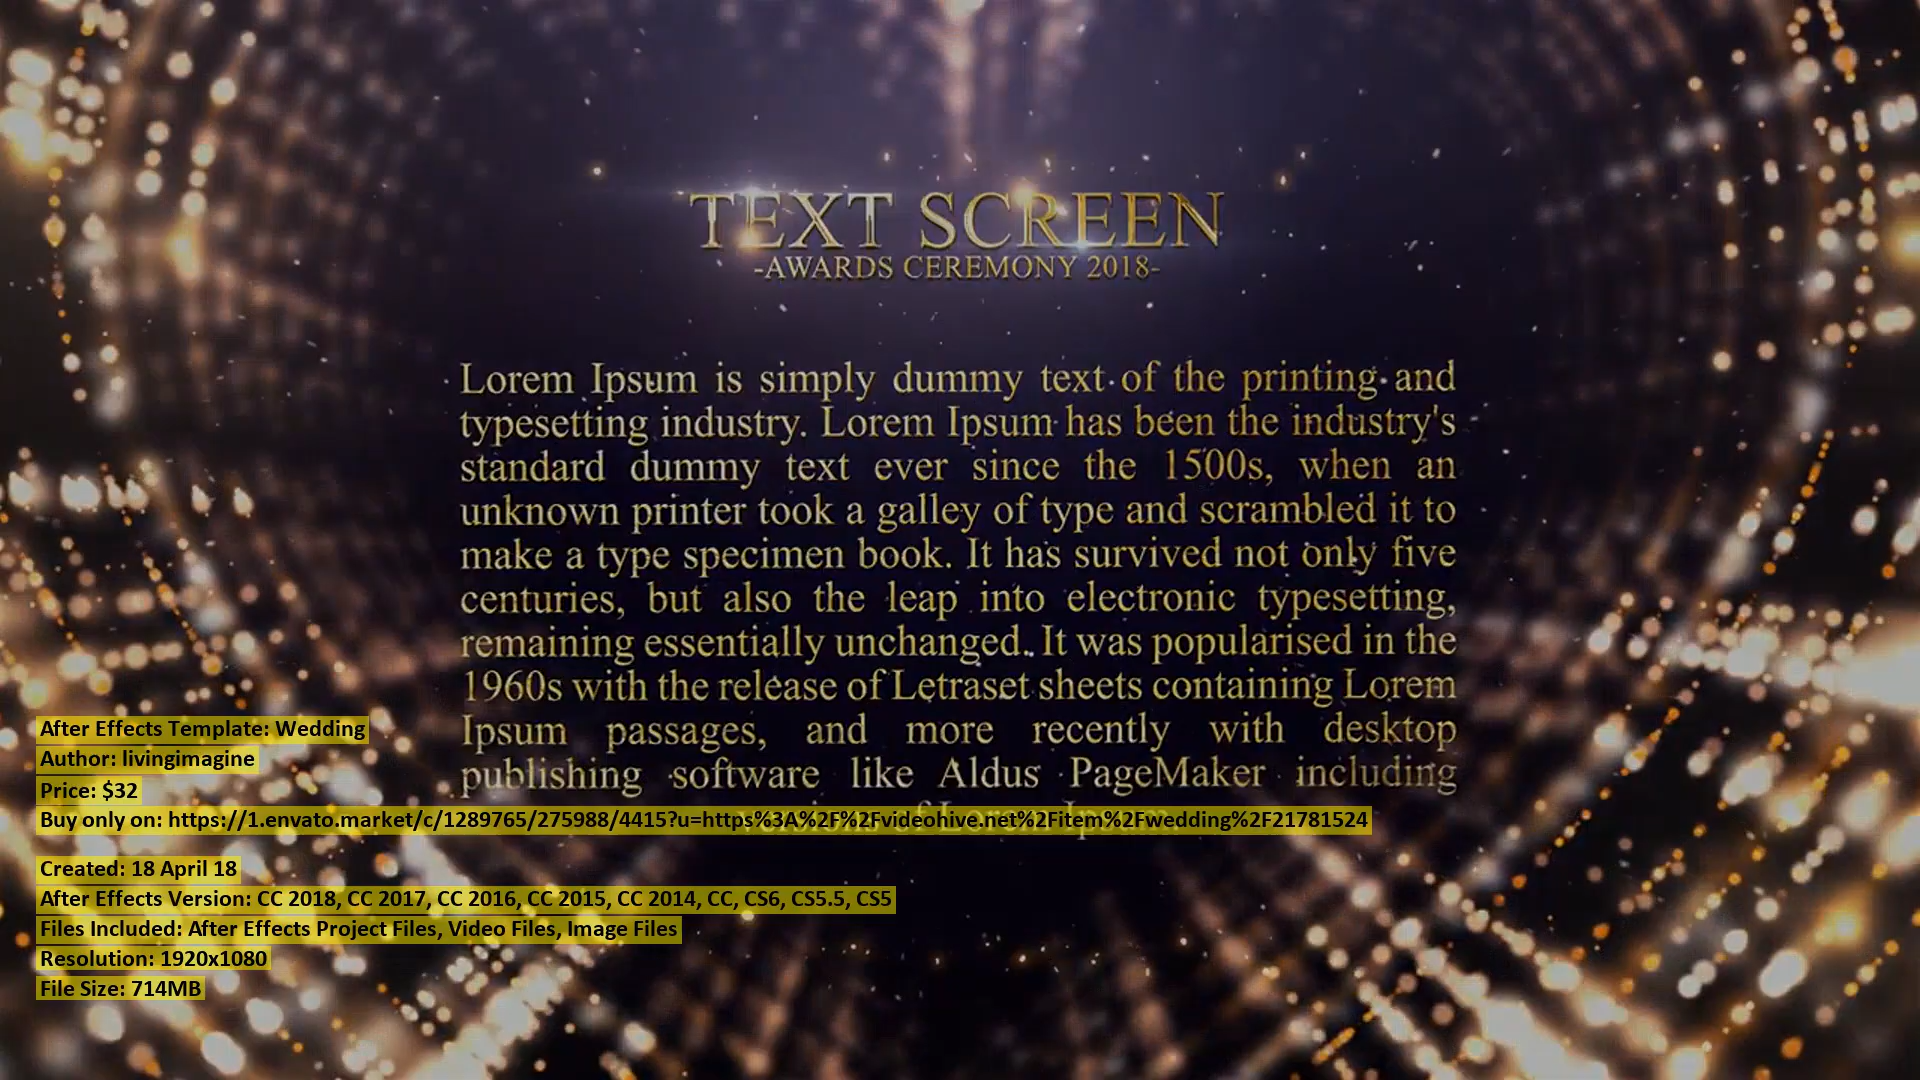 TEXT SCREEN
-AWARDS CEREMONY 2018-
Lorem Ipsum is simply dummy text of the printing and
typesetting industry. Lorem Ipsum has been the industry's
standard dummy text ever since the 1500s, when an
unknown printer took a galley of type and scrambled it to
make a type specimen book. It has survived not only five
centuries, but also the leap into electronic typesetting,
remaining essentially unchanged. It was popularised in the
1960s with the release of Letraset sheets containing Lorem
Ipsum passages, and more recently with desktop
publishing software like Aldus PageMaker including
versions of Lorem Ipsum.
After Effects Template: Wedding
Author: livingimagine
Price: $32
Buy only on: https://1.envato.market/c/1289765/275988/4415?u=https%3A%2F%2Fvideohive.net%2Fitem%2Fwedding%2F21781524
Created: 18 April 18
After Effects Version: CC 2018, CC 2017, CC 2016, CC 2015, CC 2014, CC, CS6, CS5.5, CS5
Files Included: After Effects Project Files, Video Files, Image Files
Resolution: 1920x1080
File Size: 714MB